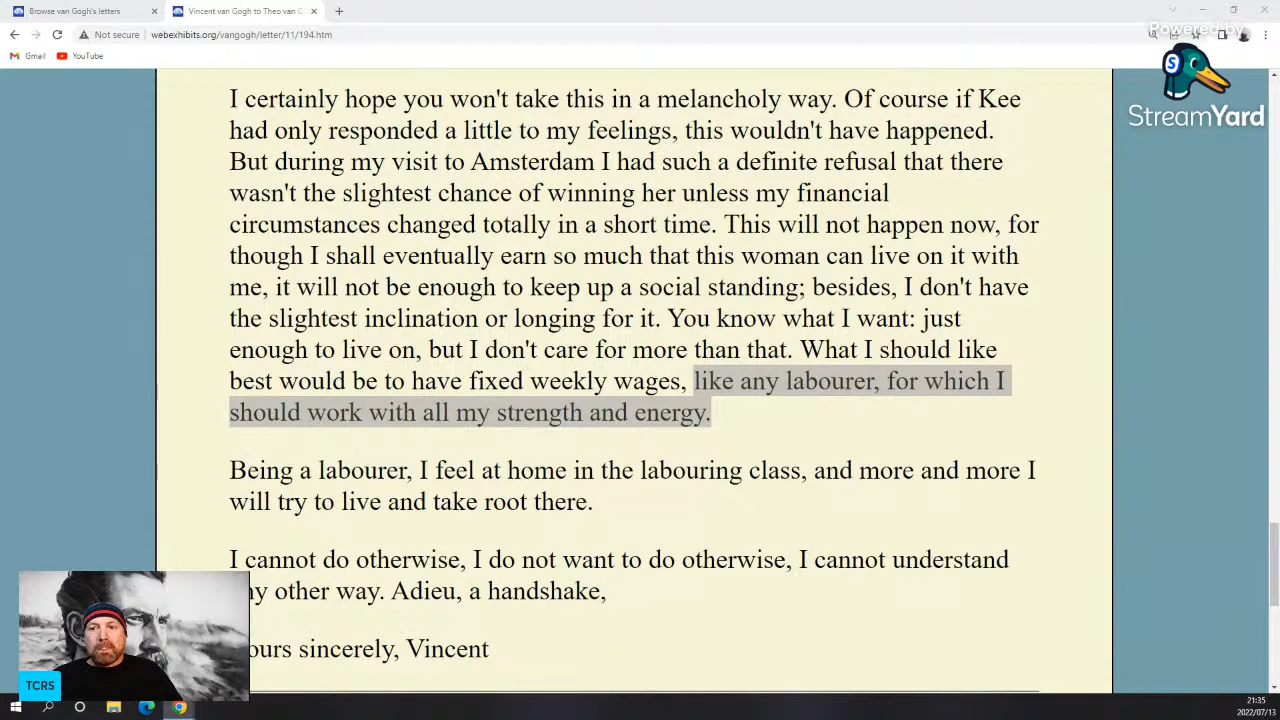 Browse van Gogh's letters
Vincent van Gogh to Theo van G
Not secure
webexhibits.org/vangogh/letter/11/194.htm
Powered by
Gmail
YouTube
StreamYard
I certainly hope you won't take this in a melancholy way. Of course if Kee
had only responded a little to my feelings, this wouldn't have happened.
But during my visit to Amsterdam I had such a definite refusal that there
wasn't the slightest chance of winning her unless my financial
circumstances changed totally in a short time. This will not happen now, for
though I shall eventually earn so much that this woman can live on it with
me, it will not be enough to keep up a social standing; besides, I don't have
the slightest inclination or longing for it. You know what I want: just
enough to live on, but I don't care for more than that. What I should like
best would be to have fixed weekly wages, like any labourer, for which I
should work with all my strength and energy.
Being a labourer, I feel at home in the labouring class, and more and more I
will try to live and take root there.
I cannot do otherwise, I do not want to do otherwise, I cannot understand
ny other way. Adieu, a handshake,
ours sincerely, Vincent
TCRS
21:35
2022/07/13